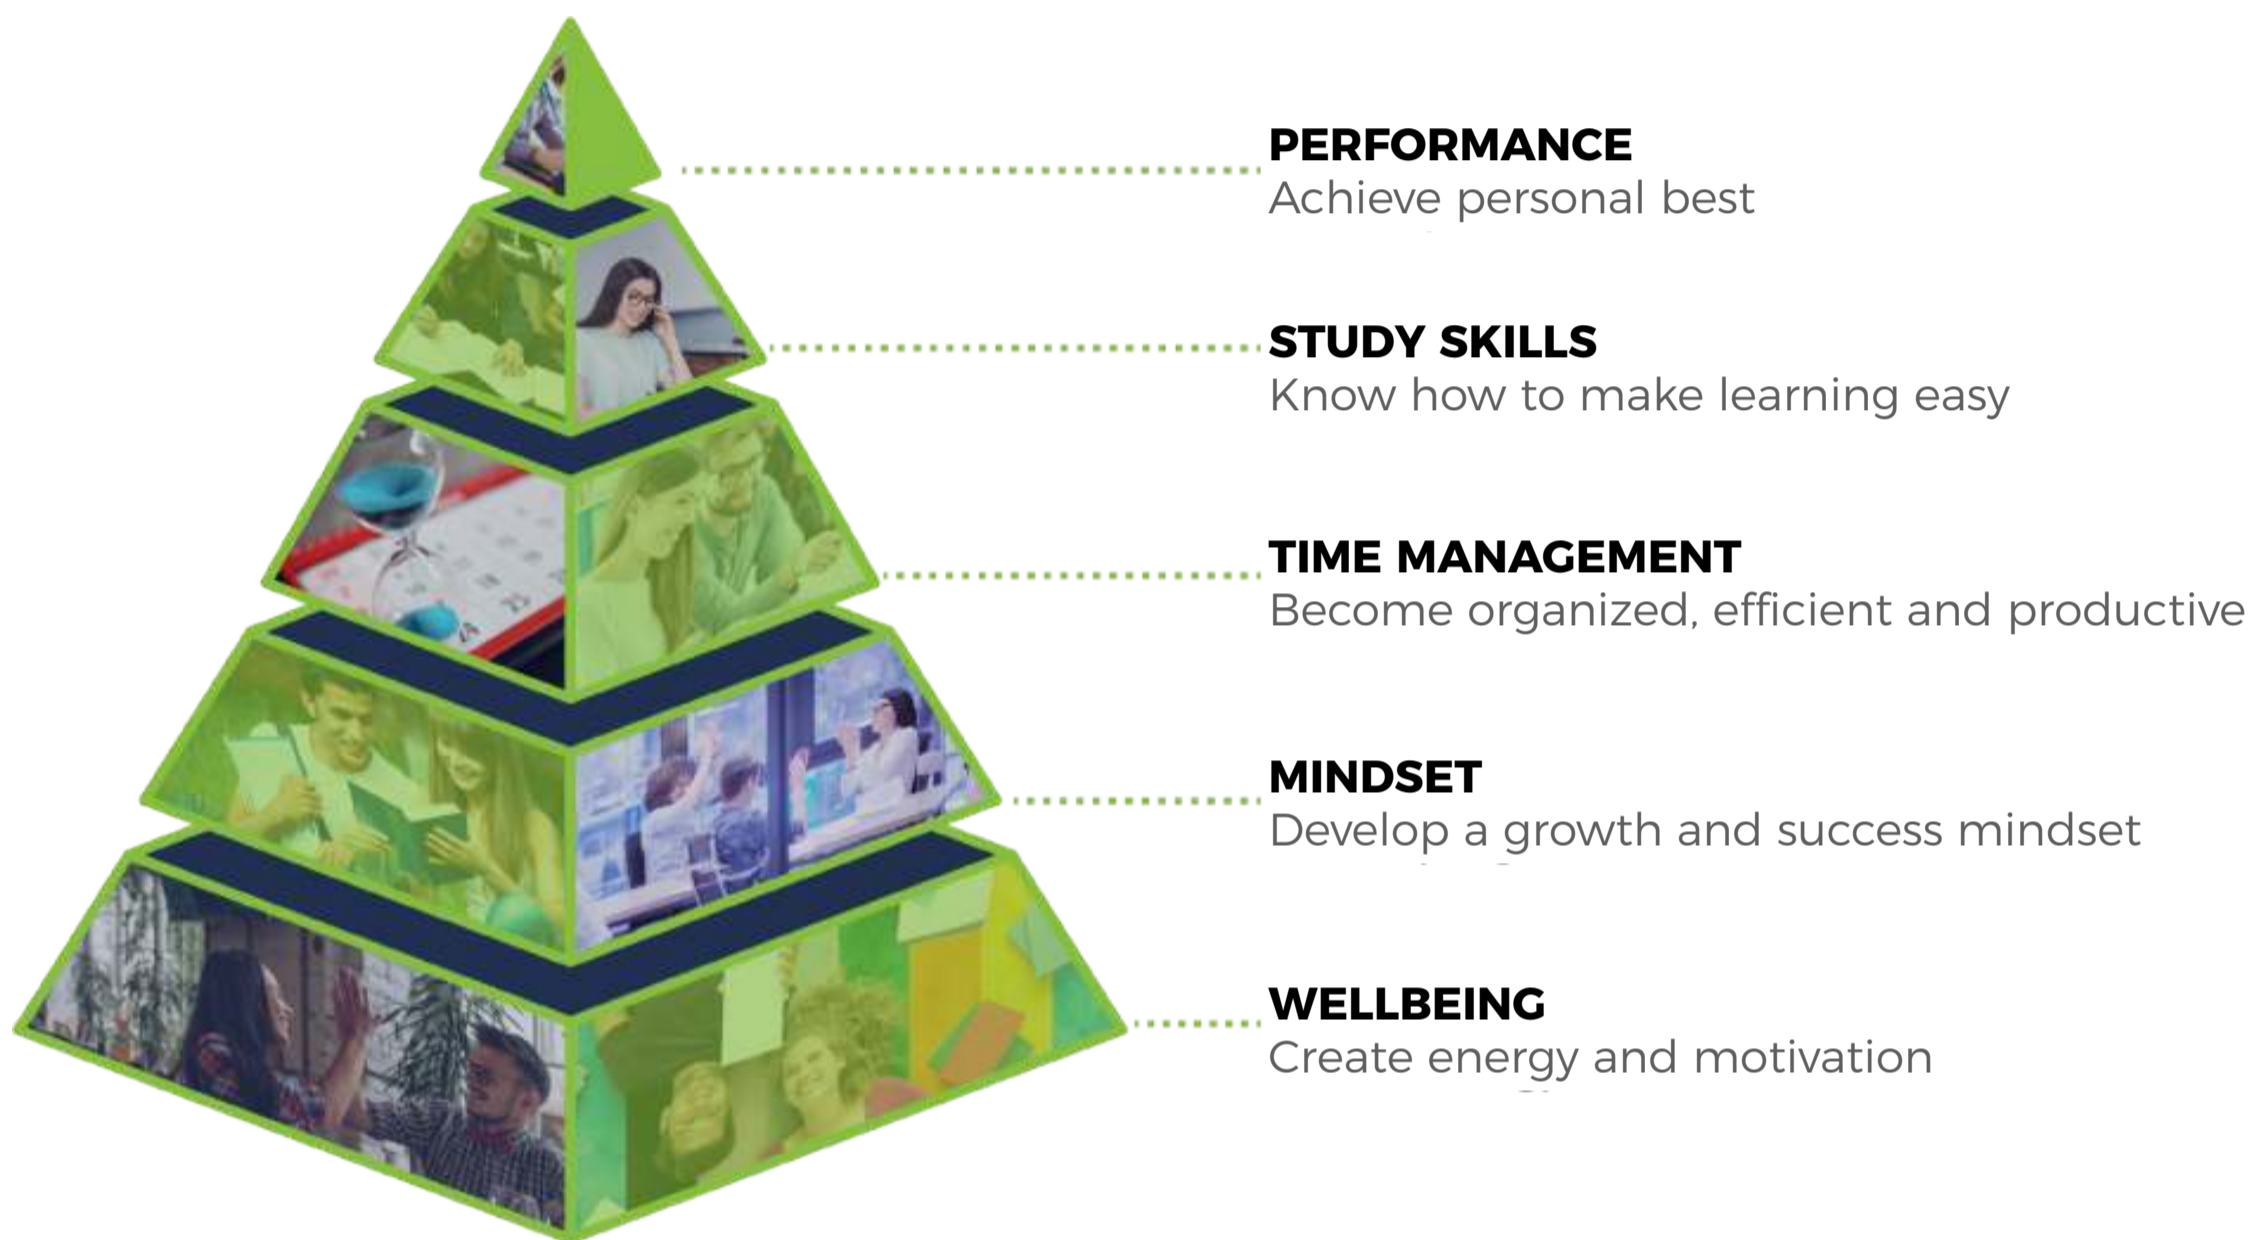 PERFORMANCE
Achieve personal best
STUDY SKILLS
Know how to make learning easy
TIME MANAGEMENT
Become organized, efficient and productive
MINDSET
Develop a growth and success mindset
WELLBEING
Create energy and motivation